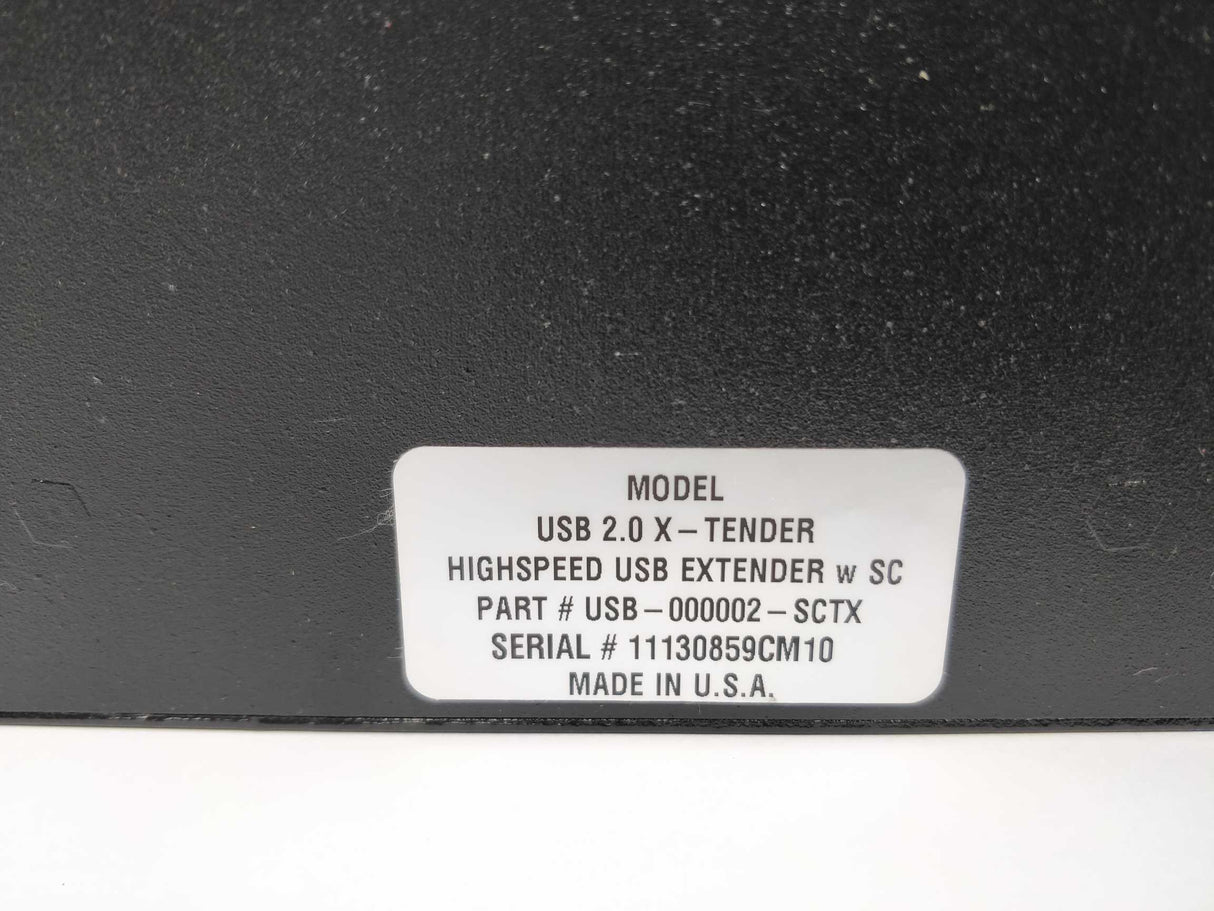 MODEL
USB 2.0 X-TENDER
HIGHSPEED USB EXTENDER w SC
PART # USB-000002-SCTX
SERIAL # 11130859CM10
MADE IN U.S.A.